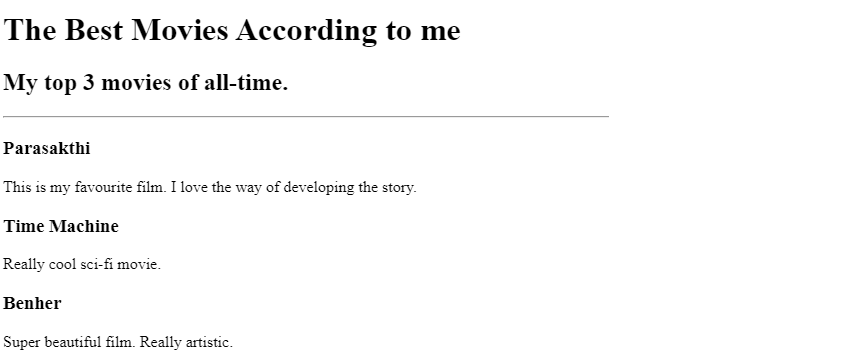 The Best Movies According to me
My top 3 movies of all-time.
Parasakthi
This is my favourite film. I love the way of developing the story.
Time Machine
Really cool sci-fi movie.
Benher
Super beautiful film. Really artistic.